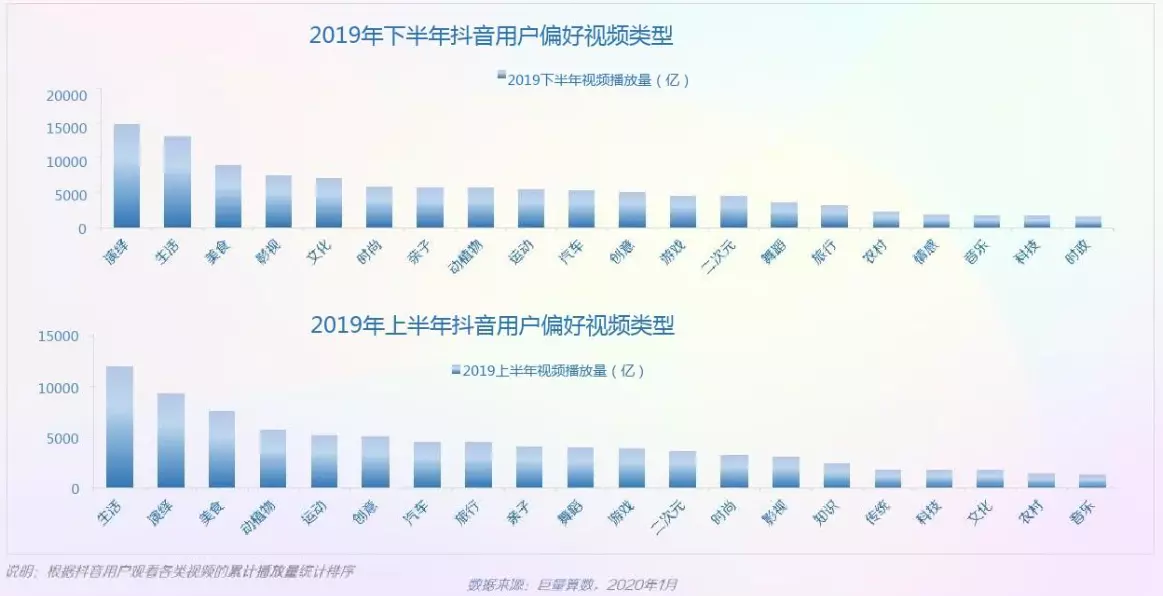 2019年下半年抖音用户偏好视频类型
2019下半年视频播放量（亿）
20000
15000
10000
5000
0
演绎 生活 美食 影视 文化 时尚 亲子 动植物 运动 汽车 创意 游戏 二次元 舞蹈 旅行 农村 情感 音乐 科技 时政
2019年上半年抖音用户偏好视频类型
2019上半年视频播放量（亿）
15000
10000
5000
0
生活 演绎 美食 动植物 运动 创意 汽车 旅行 亲子 舞蹈 游戏 二次元 时尚 影视 知识 传统 科技 文化 农村 音乐
说明：根据抖音用户观看各类视频的累计播放量统计排序
数据来源：巨量算数，2020年1月